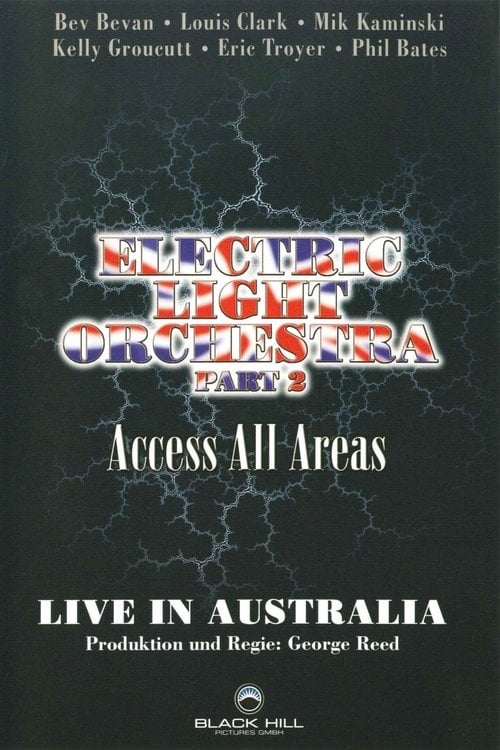 Bev Bevan • Louis Clark • Mik Kaminski
Kelly Groucutt • Eric Troyer • Phil Bates
ELECTRIC
LIGHT
ORCHESTRA
PART 2
Access All Areas
LIVE IN AUSTRALIA
Produktion und Regie: George Reed
BLACK HILL
PICTURES GMBH